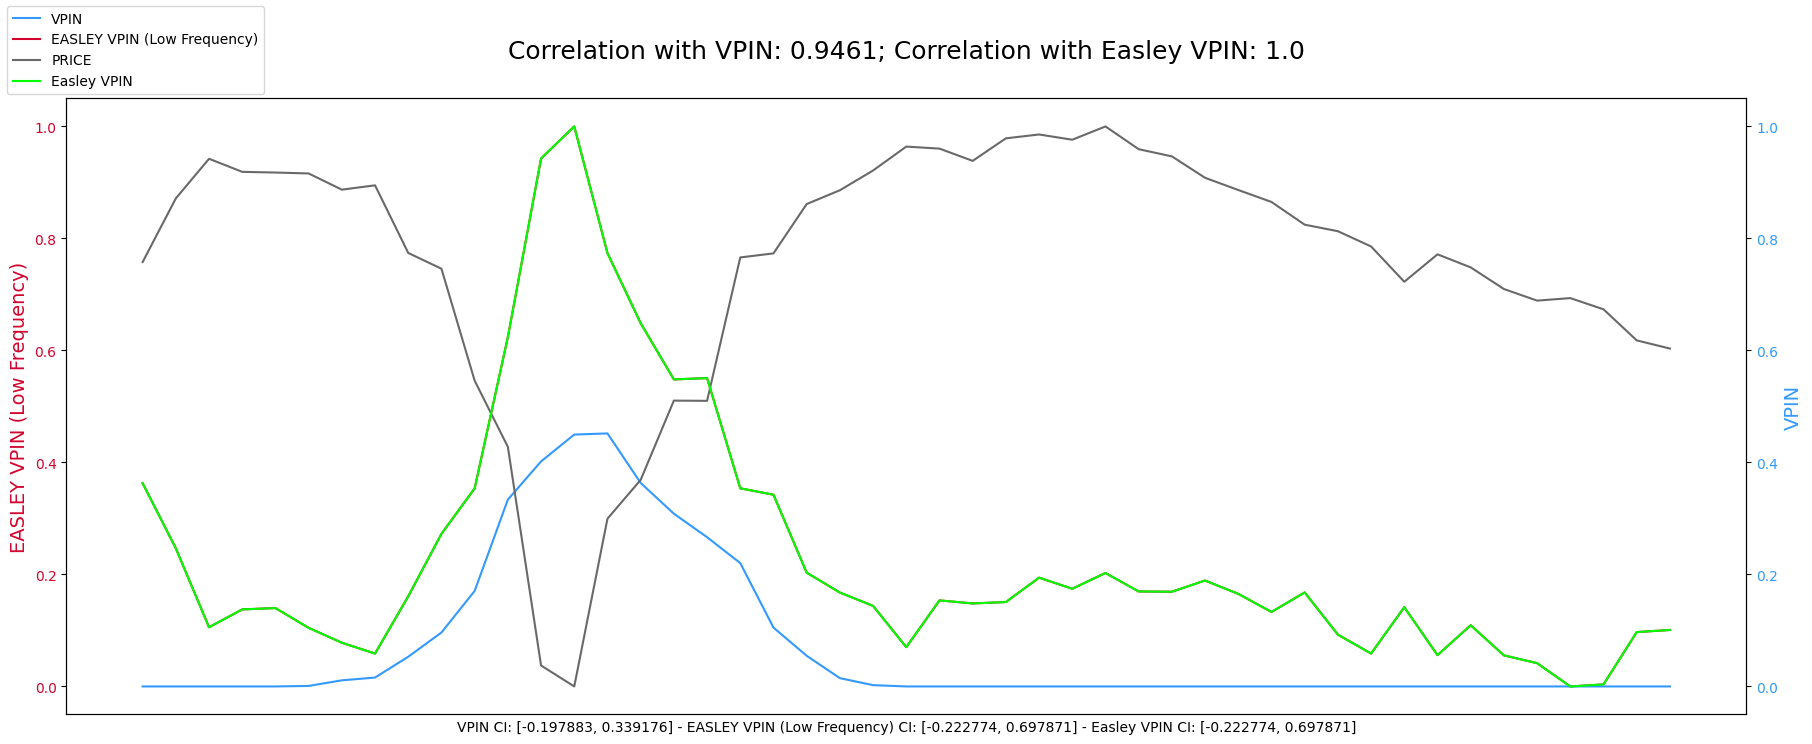 VPIN
EASLEY VPIN (Low Frequency)
PRICE
Easley VPIN
Correlation with VPIN: 0.9461; Correlation with Easley VPIN: 1.0
EASLEY VPIN (Low Frequency)
1.0
0.8
0.6
0.4
0.2
0.0
1.0
0.8
0.6
0.4
0.2
0.0
VPIN
VPIN CI: [-0.197883, 0.339176] - EASLEY VPIN (Low Frequency) CI: [-0.222774, 0.697871] - Easley VPIN CI: [-0.222774, 0.697871]